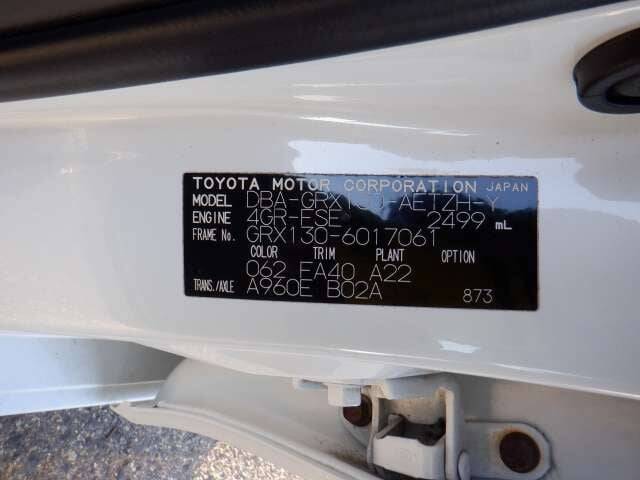 TOYOTA MOTOR CORPORATION JAPAN
MODEL DBA-GRX130-AETZH-Y
ENGINE 4GR-FSE 2499 mL
FRAME No. GRX130-6017061
COLOR TRIM PLANT OPTION
062 FA40 A22
TRANS./AXLE A960E B02A 873